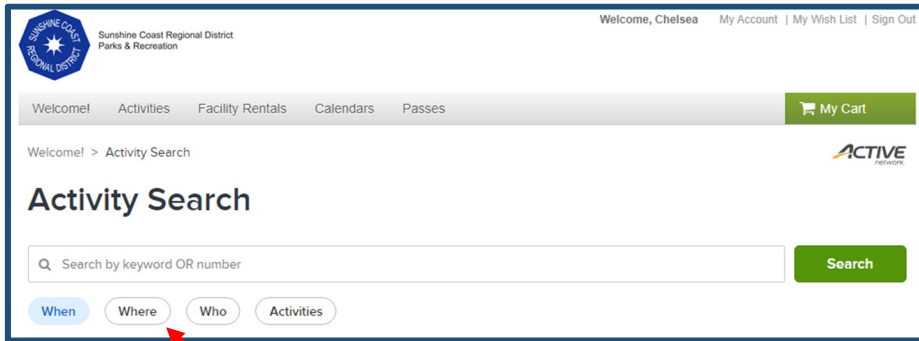 SUNSHINE COAST
REGIONAL DISTRICT
Sunshine Coast Regional District
Parks & Recreation
Welcome, Chelsea My Account | My Wish List | Sign Out
Welcome! Activities Facility Rentals Calendars Passes My Cart
Welcome! > Activity Search
ACTIVE
network
Activity Search
Search by keyword OR number Search
When Where Who Activities